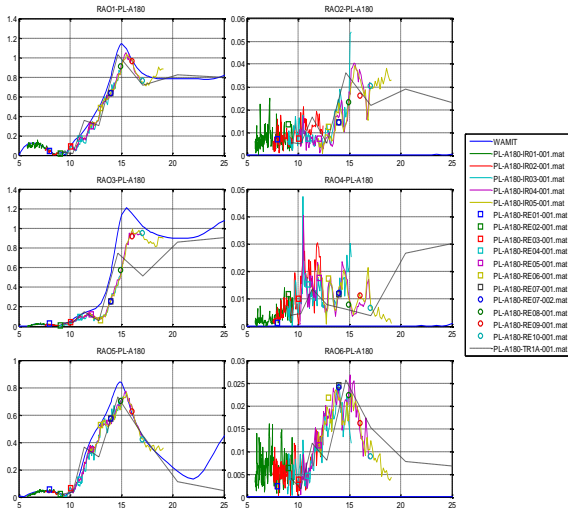 RAO1-PL-A180
1.4
1.2
1
0.8
0.6
0.4
0.2
0
5 10 15 20 25
RAO2-PL-A180
0.06
0.05
0.04
0.03
0.02
0.01
0
5 10 15 20 25
RAO3-PL-A180
1.4
1.2
1
0.8
0.6
0.4
0.2
0
5 10 15 20 25
RAO4-PL-A180
0.05
0.04
0.03
0.02
0.01
0
5 10 15 20 25
RAO5-PL-A180
1
0.8
0.6
0.4
0.2
0
5 10 15 20 25
RAO6-PL-A180
0.03
0.025
0.02
0.015
0.01
0.005
0
5 10 15 20 25
WAMIT
PL-A180-IR01-001.mat
PL-A180-IR02-001.mat
PL-A180-IR03-001.mat
PL-A180-IR04-001.mat
PL-A180-IR05-001.mat
PL-A180-RE01-001.mat
PL-A180-RE02-001.mat
PL-A180-RE03-001.mat
PL-A180-RE04-001.mat
PL-A180-RE05-001.mat
PL-A180-RE06-001.mat
PL-A180-RE07-001.mat
PL-A180-RE07-002.mat
PL-A180-RE08-001.mat
PL-A180-RE09-001.mat
PL-A180-RE10-001.mat
PL-A180-TR1A-001.mat